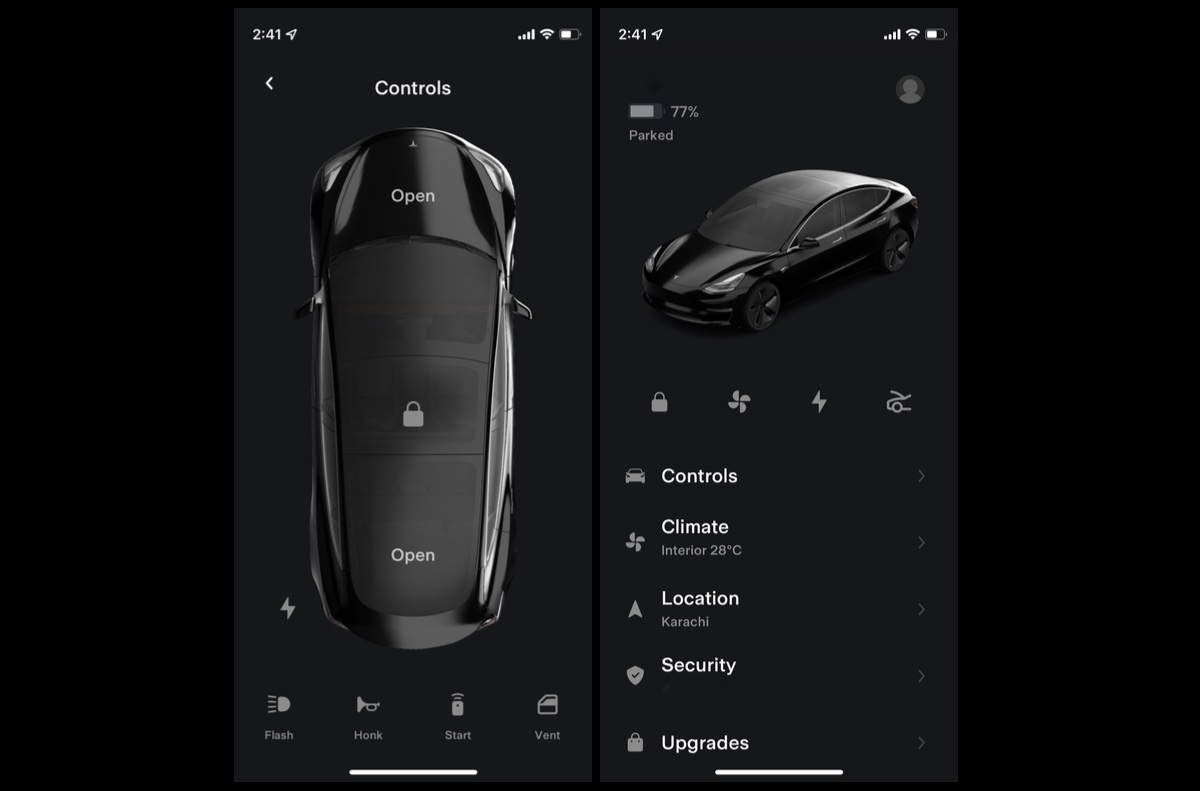 2:41
Controls
Open
Open
Flash Honk Start Vent
2:41
77%
Parked
Controls
Climate
Interior 28°C
Location
Karachi
Security
Upgrades